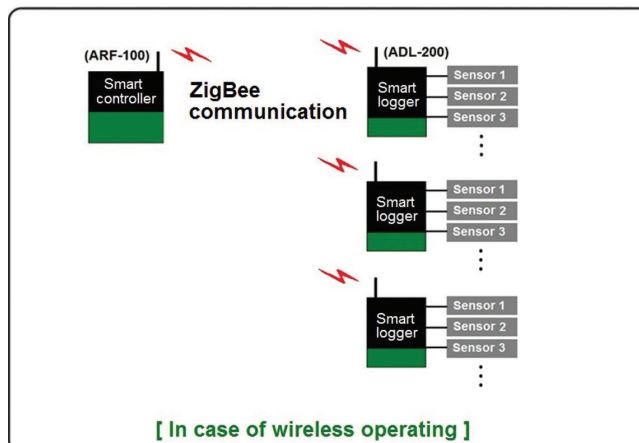 (ARF-100)
Smart
controller
ZigBee
communication
(ADL-200)
Smart
logger
Sensor 1
Sensor 2
Sensor 3
Smart
logger
Sensor 1
Sensor 2
Sensor 3
Smart
logger
Sensor 1
Sensor 2
Sensor 3
[ In case of wireless operating ]